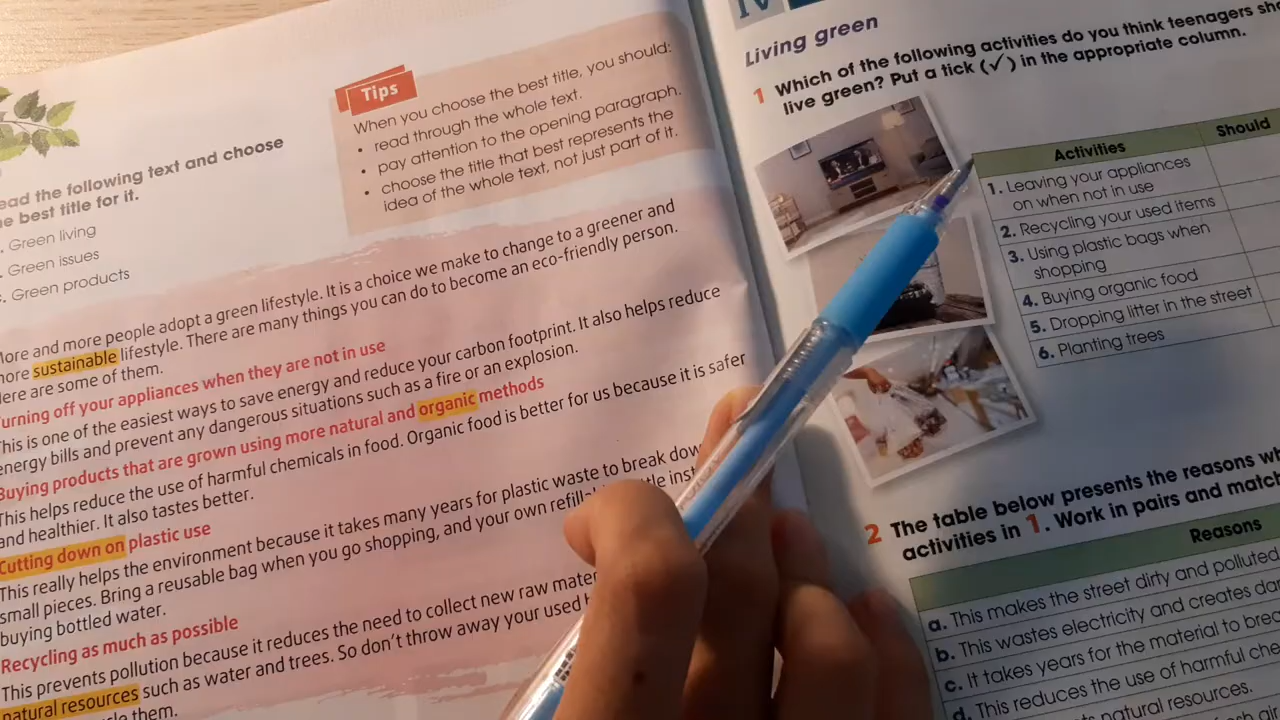 Tips
When you choose the best title, you should:
• read through the whole text.
• pay attention to the opening paragraph.
• choose the title that best represents the
idea of the whole text, not just part of it.
the following text and choose
best title for it.
Green living
Green issues
Green products
and more people adopt a green lifestyle. It is a choice we make to change to a greener and
sustainable lifestyle. There are many things you can do to become an eco-friendly person.
are some of them.
your appliances when they are not in use
This is one of the easiest ways to save energy and reduce your carbon footprint. It also helps reduce
energy bills and prevent any dangerous situations such as a fire or an explosion.
Buying products that are grown using more natural and organic methods
This helps reduce the use of harmful chemicals in food. Organic food is better for us because it is safer
and healthier. It also tastes better.
Cutting down on plastic use
This really helps the environment because it takes many years for plastic waste to break
small pieces. Bring a reusable bag when you go shopping, and your own
buying bottled water.
Recycling as much as possible
This prevents pollution because it reduces the need to collect new raw
natural resources such as water and trees. So don't throw away your used
them.
IV
Living green
1 Which of the following activities do you think teenagers
live green? Put a tick (✓) in the appropriate column.
Activities Should
1. Leaving your appliances
on when not in use
2. Recycling your used items
3. Using plastic bags when
shopping
4. Buying organic food
5. Dropping litter in the street
6. Planting trees
2 The table below presents the reasons
activities in 1. Work in pairs and
Reasons
a. This makes the street dirty and polluted.
b. This wastes electricity and creates
c. It takes years for the material to
d. This reduces the use of harmful
natural resources.